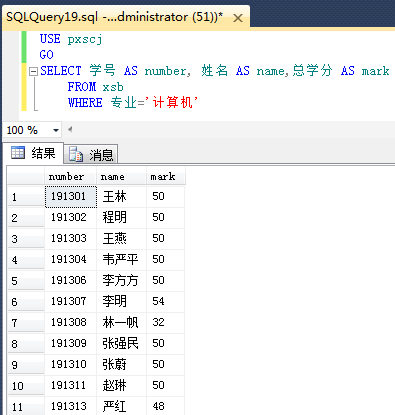 SQLQuery19.sql -...dministrator (51))* ×
USE pxscj
GO
SELECT 学号 AS number, 姓名 AS name,总学分 AS mark
FROM xsb
WHERE 专业='计算机'
100 %
结果 消息
number name mark
1 191301 王林 50
2 191302 程明 50
3 191303 王燕 50
4 191304 韦严平 50
5 191306 李方方 50
6 191307 李明 54
7 191308 林一帆 32
8 191309 张强民 50
9 191310 张蔚 50
10 191311 赵琳 50
11 191313 严红 48